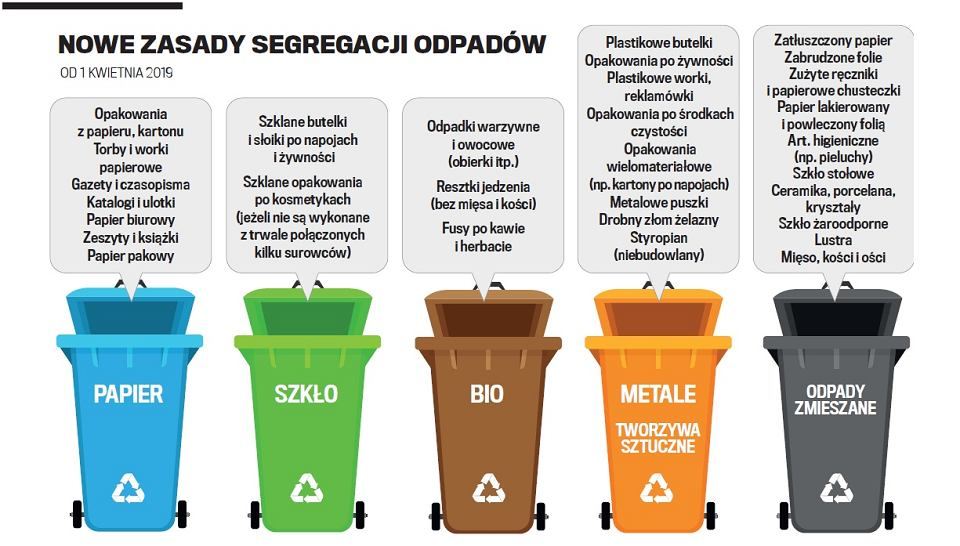 NOWE ZASADY SEGREGACJI ODPADÓW
OD 1 KWIETNIA 2019
Opakowania
z papieru, kartonu
Torby i worki
papierowe
Gazety i czasopisma
Katalogi i ulotki
Papier biurowy
Zeszyty i książki
Papier pakowy
Szklane butelki
i słoiki po napojach
i żywności
Szklane opakowania
po kosmetykach
(jeżeli nie są wykonane
z trwale połączonych
kilku surowców)
Odpadki warzywne
i owocowe
(obierki itp.)
Resztki jedzenia
(bez mięsa i kości)
Fusy po kawie
i herbacie
Plastikowe butelki
Opakowania po żywności
Plastikowe worki,
reklamówki
Opakowania po środkach
czystości
Opakowania
wielomateriałowe
(np. kartony po napojach)
Metalowe puszki
Drobny złom żelazny
Styropian
(niebudowlany)
Zatłuszczony papier
Zabrudzone folie
Zużyte ręczniki
i papierowe chusteczki
Papier lakierowany
i powleczony folią
Art. higieniczne
(np. pieluchy)
Szkło stołowe
Ceramika, porcelana,
kryształy
Szkło żaroodporne
Lustra
Mięso, kości i ości
PAPIER
SZKŁO
BIO
METALE
TWORZYWA
SZTUCZNE
ODPADY
ZMIESZANE